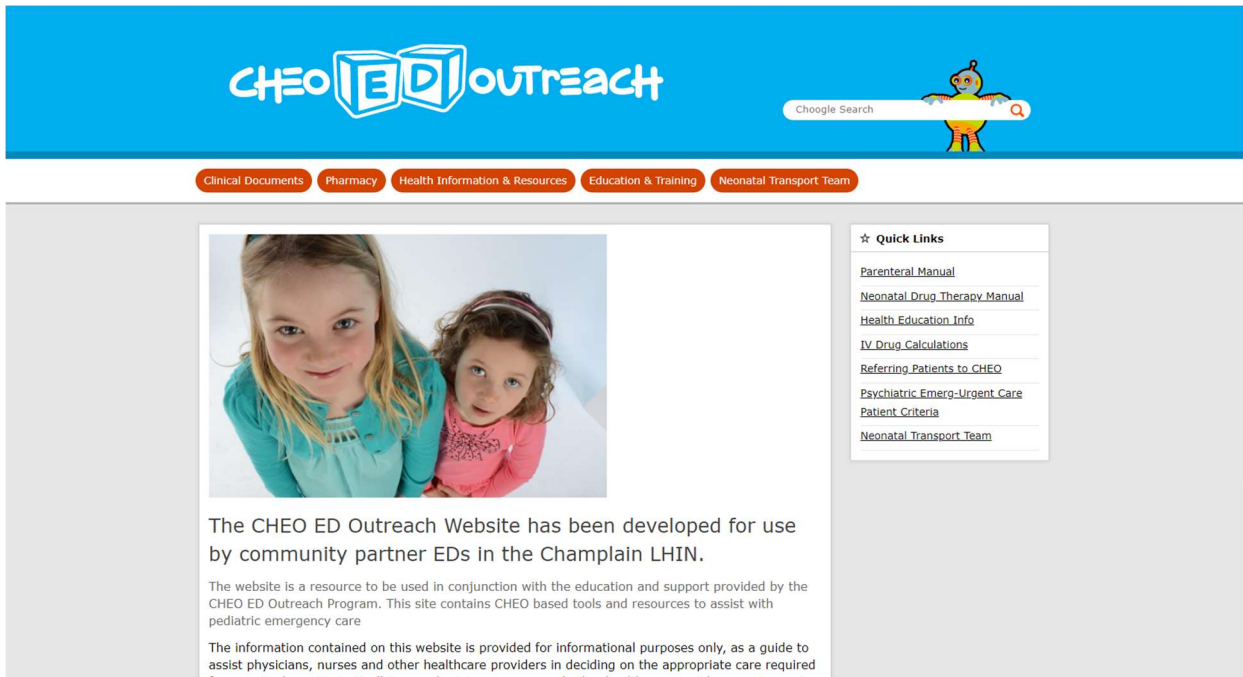 CHEO ED OUTREACH
Choogle Search
Clinical Documents
Pharmacy
Health Information & Resources
Education & Training
Neonatal Transport Team
☆ Quick Links
Parenteral Manual
Neonatal Drug Therapy Manual
Health Education Info
IV Drug Calculations
Referring Patients to CHEO
Psychiatric Emerg-Urgent Care
Patient Criteria
Neonatal Transport Team
The CHEO ED Outreach Website has been developed for use
by community partner EDs in the Champlain LHIN.
The website is a resource to be used in conjunction with the education and support provided by the
CHEO ED Outreach Program. This site contains CHEO based tools and resources to assist with
pediatric emergency care
The information contained on this website is provided for informational purposes only, as a guide to
assist physicians, nurses and other healthcare providers in deciding on the appropriate care required